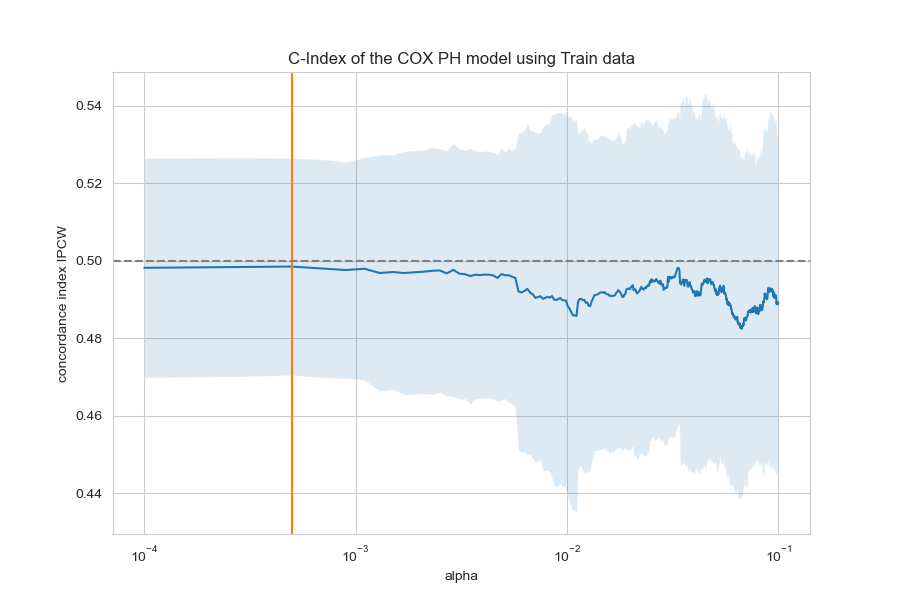 C-Index of the COX PH model using Train data
concordance index IPCW
0.54
0.52
0.50
0.48
0.46
0.44
10⁻⁴ 10⁻³ 10⁻² 10⁻¹
alpha